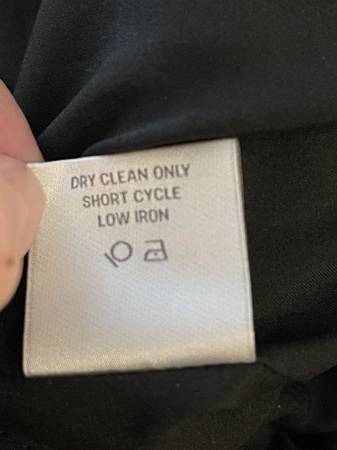 DRY CLEAN ONLY
SHORT CYCLE
LOW IRON